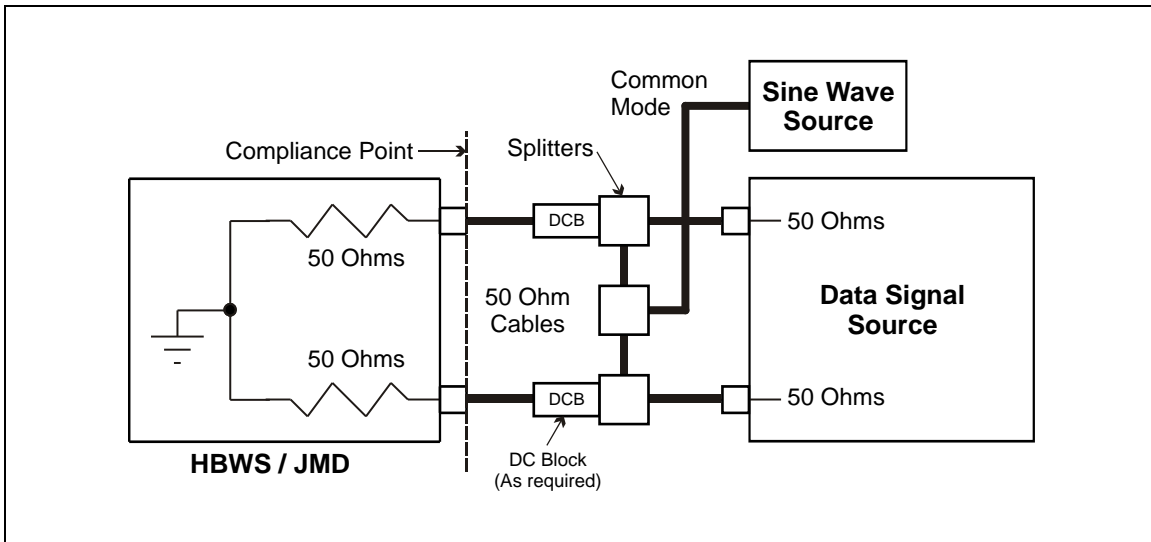 Common
Mode
Sine Wave
Source
Compliance Point
Splitters
DCB
50 Ohms
50 Ohms
50 Ohm
Cables
Data Signal
Source
50 Ohms
DCB
50 Ohms
HBWS / JMD
DC Block
(As required)